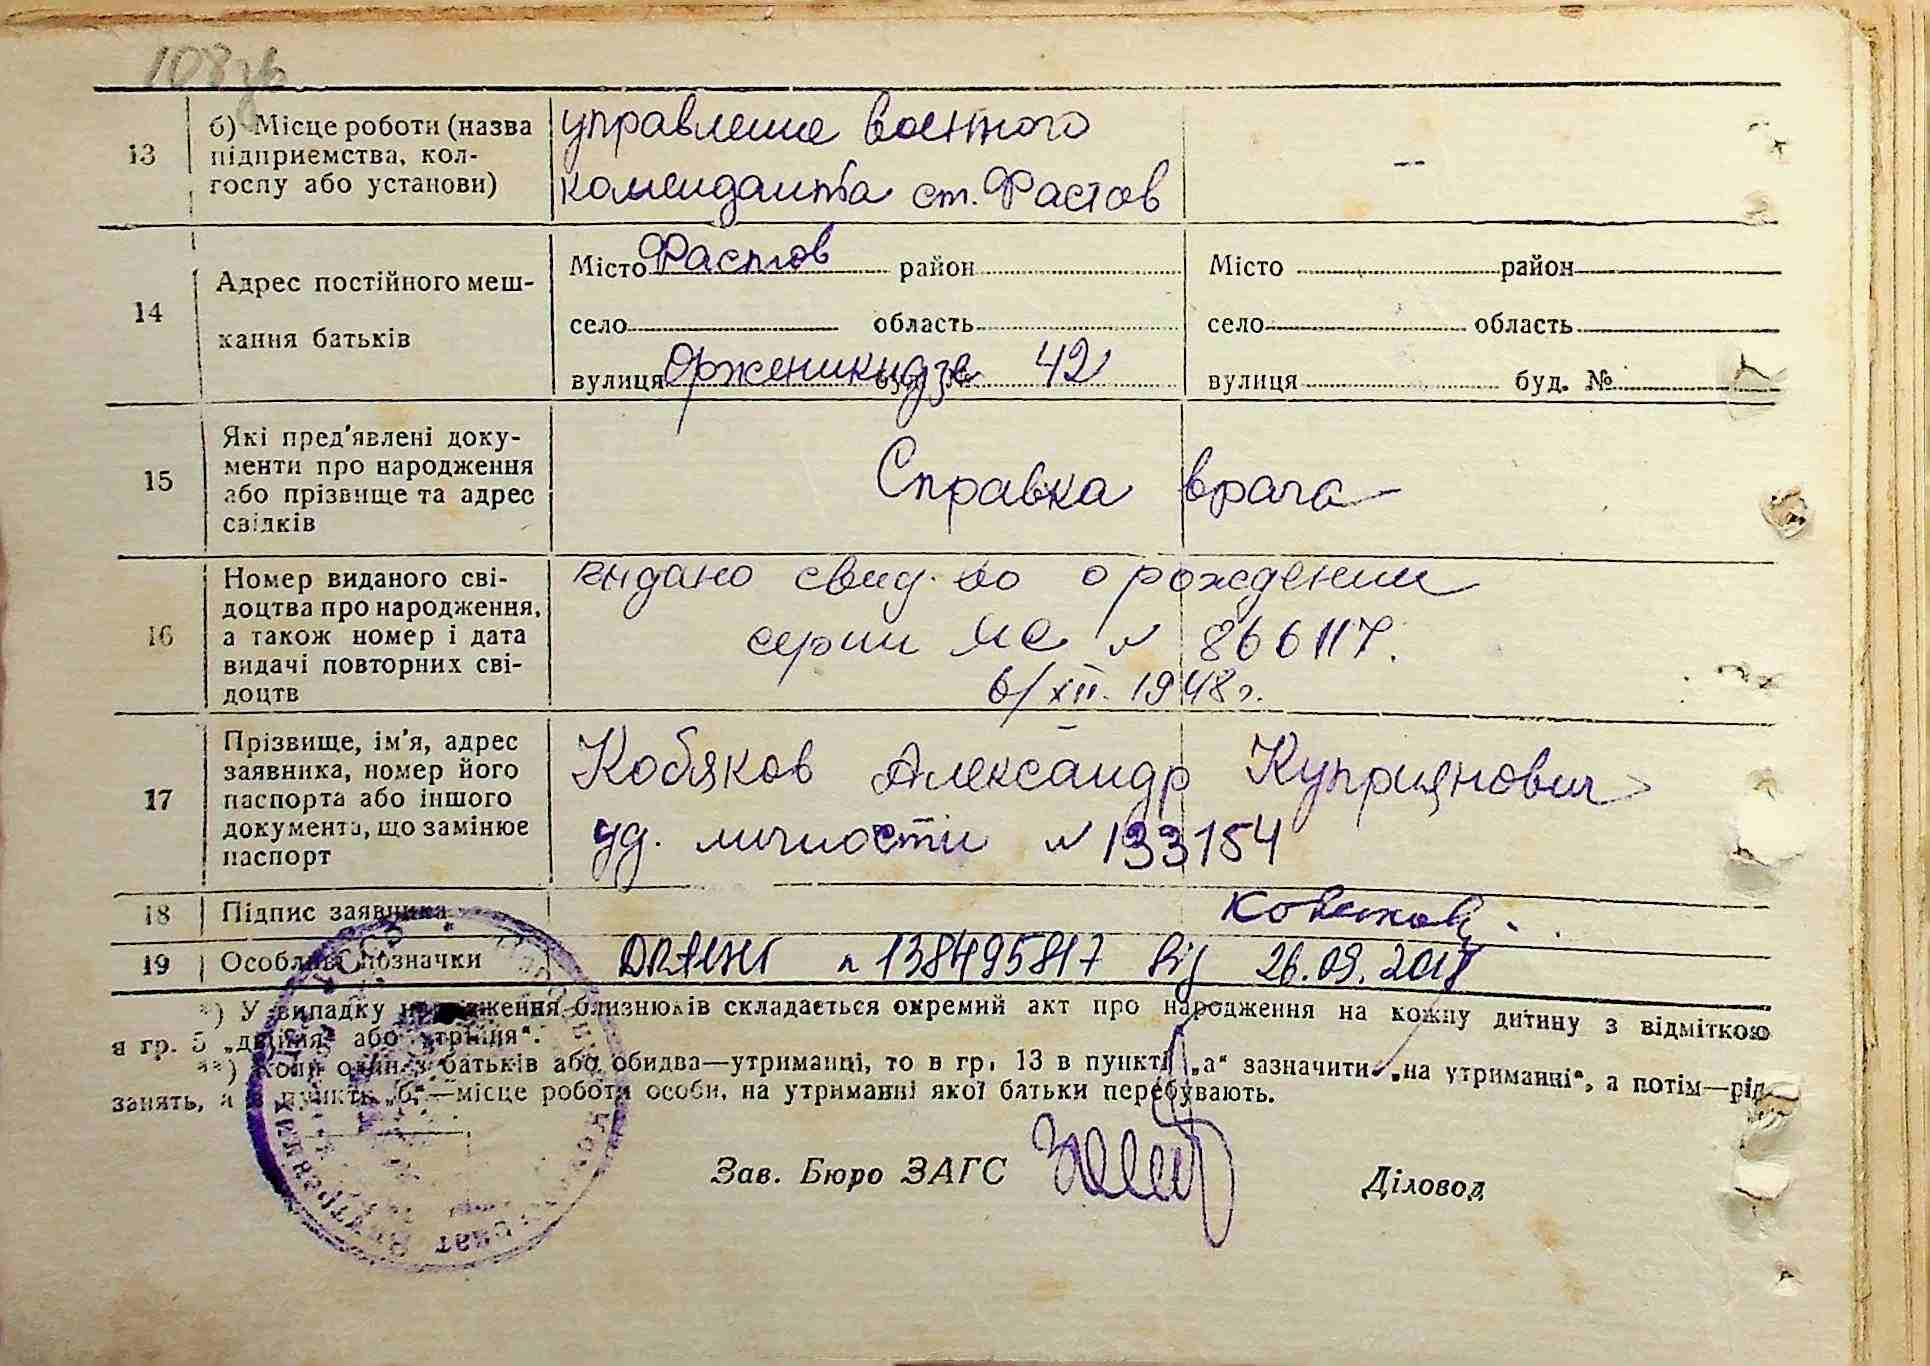 108 зв
13
б) Місце роботи (назва
підприємства, кол-
госпу або установи)
управление военного
коменданта ст. Фастов
—
14
Адрес постійного меш-
кання батьків
Місто Фастов район
село область
вулиця Орженикидзе буд. № 42
Місто район
село область
вулиця буд. №
15
Які пред'явлені доку-
менти про народження
або прізвище та адрес
свідків
Справка врача
16
Номер виданого сві-
доцтва про народження,
а також номер і дата
видачі повторних сві-
доцтв
выдано свид-во о рождении
серии № 866117.
6/XII. 1948 г.
17
Прізвище, ім'я, адрес
заявника, номер його
паспорта або іншого
документа, що замінює
паспорт
Кобяков Александр Куприянович
уд. личности № 133154
18
Підпис заявника
19
Особливі позначки
ДРАЦСГ № 138495817 від 26.09.2018
*) У випадку народження близнюків складається окремий акт про народження на кожну дитину з відміткою
в гр. 5 „двійня“ або „трійня“.
**) Коли один з батьків або обидва—утриманці, то в гр. 13 в пункті „а“ зазначити „на утриманні“, а потім—рід
занять, а в пункті „б“—місце роботи особи, на утриманні якої батьки перебувають.
Зав. Бюро ЗАГС
Діловод